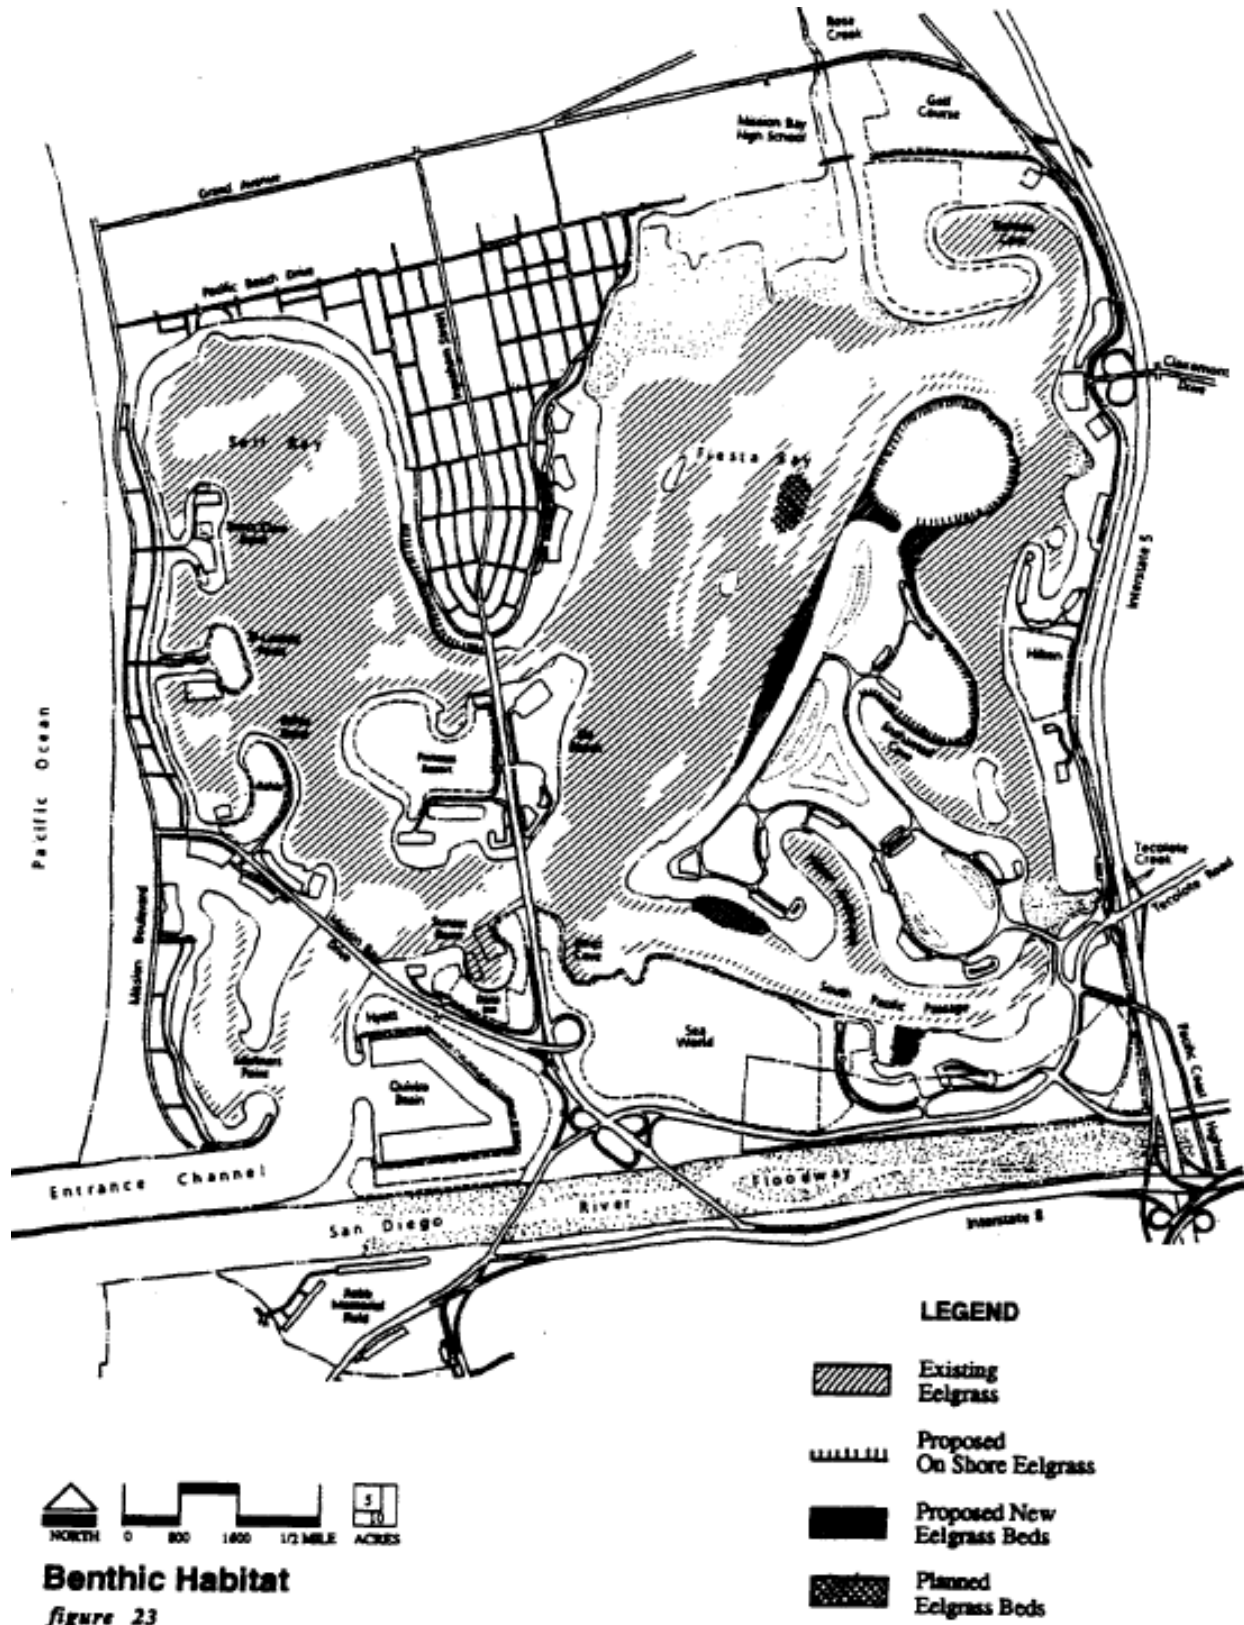 Rose
Creek
Golf
Course
Mission Bay
High School
Grand Avenue
Pacific Beach Drive
Clairemont
Drive
Sail Bay
Fiesta Bay
Interstate 5
Hilton
Pacific Ocean
Tecolote
Creek
Tecolote Road
Mission Boulevard
South Pacific Passage
Hyatt
Sea
World
Quivira
Basin
Pacific Coast Highway
Entrance Channel
San Diego River Floodway
Interstate 8
Robb
Memorial
Field
LEGEND
Existing
Eelgrass
Proposed
On Shore Eelgrass
Proposed New
Eelgrass Beds
Planned
Eelgrass Beds
5
10
NORTH 0 800 1600 1/2 MILE ACRES
Benthic Habitat
figure 23